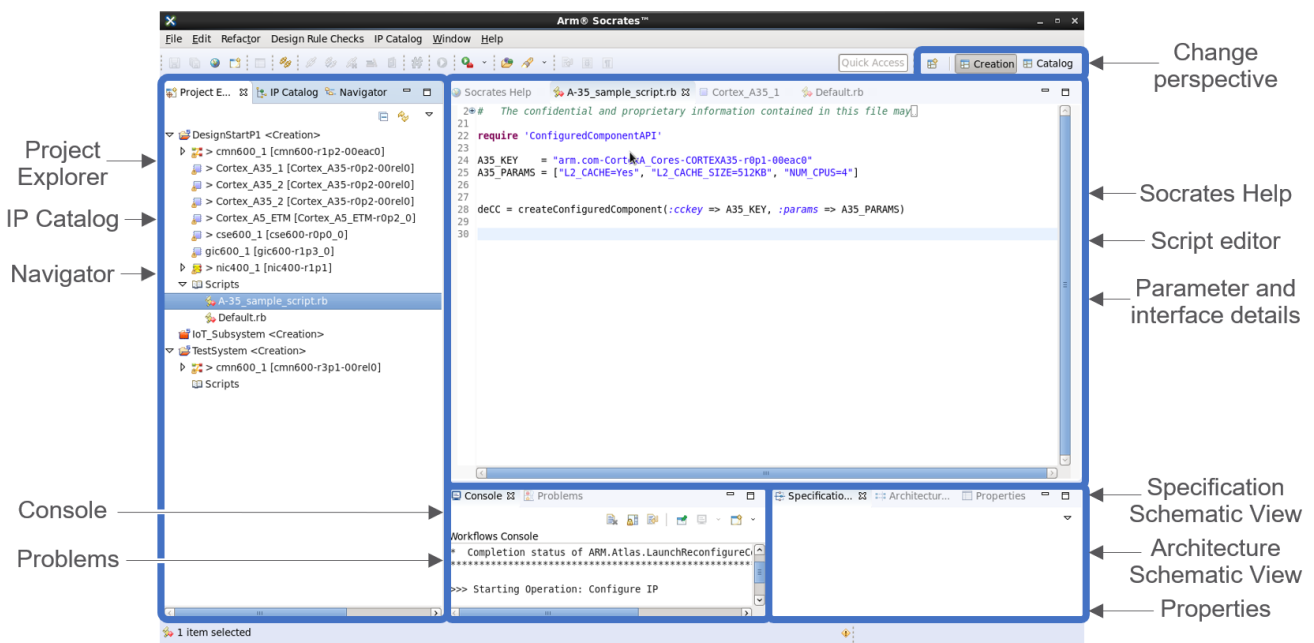 Arm® Socrates™
File Edit Refactor Design Rule Checks IP Catalog Window Help
Quick Access
Creation
Catalog
Change
perspective
Project E...
IP Catalog
Navigator
DesignStartP1 <Creation>
> cmn600_1 [cmn600-r1p2-00eac0]
> Cortex_A35_1 [Cortex_A35-r0p2-00rel0]
> Cortex_A35_2 [Cortex_A35-r0p2-00rel0]
> Cortex_A35_2 [Cortex_A35-r0p2-00rel0]
> Cortex_A5_ETM [Cortex_A5_ETM-r0p2_0]
> cse600_1 [cse600-r0p0_0]
gic600_1 [gic600-r1p3_0]
> nic400_1 [nic400-r1p1]
Scripts
A-35_sample_script.rb
Default.rb
IoT_Subsystem <Creation>
TestSystem <Creation>
> cmn600_1 [cmn600-r3p1-00rel0]
Scripts
Project
Explorer
IP Catalog
Navigator
Socrates Help
A-35_sample_script.rb
Cortex_A35_1
Default.rb
2 # The confidential and proprietary information contained in this file may
21
22 require 'ConfiguredComponentAPI'
23
24 A35_KEY = "arm.com-CortexA_Cores-CORTEXA35-r0p1-00eac0"
25 A35_PARAMS = ["L2_CACHE=Yes", "L2_CACHE_SIZE=512KB", "NUM_CPUS=4"]
26
27
28 deCC = createConfiguredComponent(:cckey => A35_KEY, :params => A35_PARAMS)
29
30
Socrates Help
Script editor
Parameter and
interface details
Console
Problems
Console
Problems
Workflows Console
* Completion status of ARM.Atlas.LaunchReconfigureC
****************************************************
>>> Starting Operation: Configure IP
Specificatio...
Architectur...
Properties
Specification
Schematic View
Architecture
Schematic View
Properties
1 item selected